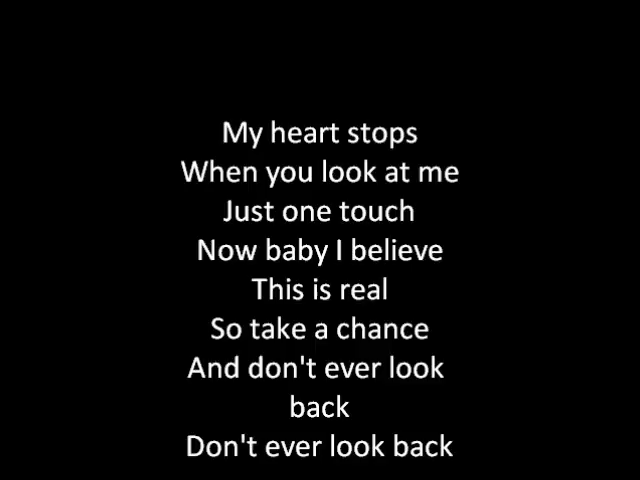 My heart stops
When you look at me
Just one touch
Now baby I believe
This is real
So take a chance
And don't ever look
back
Don't ever look back